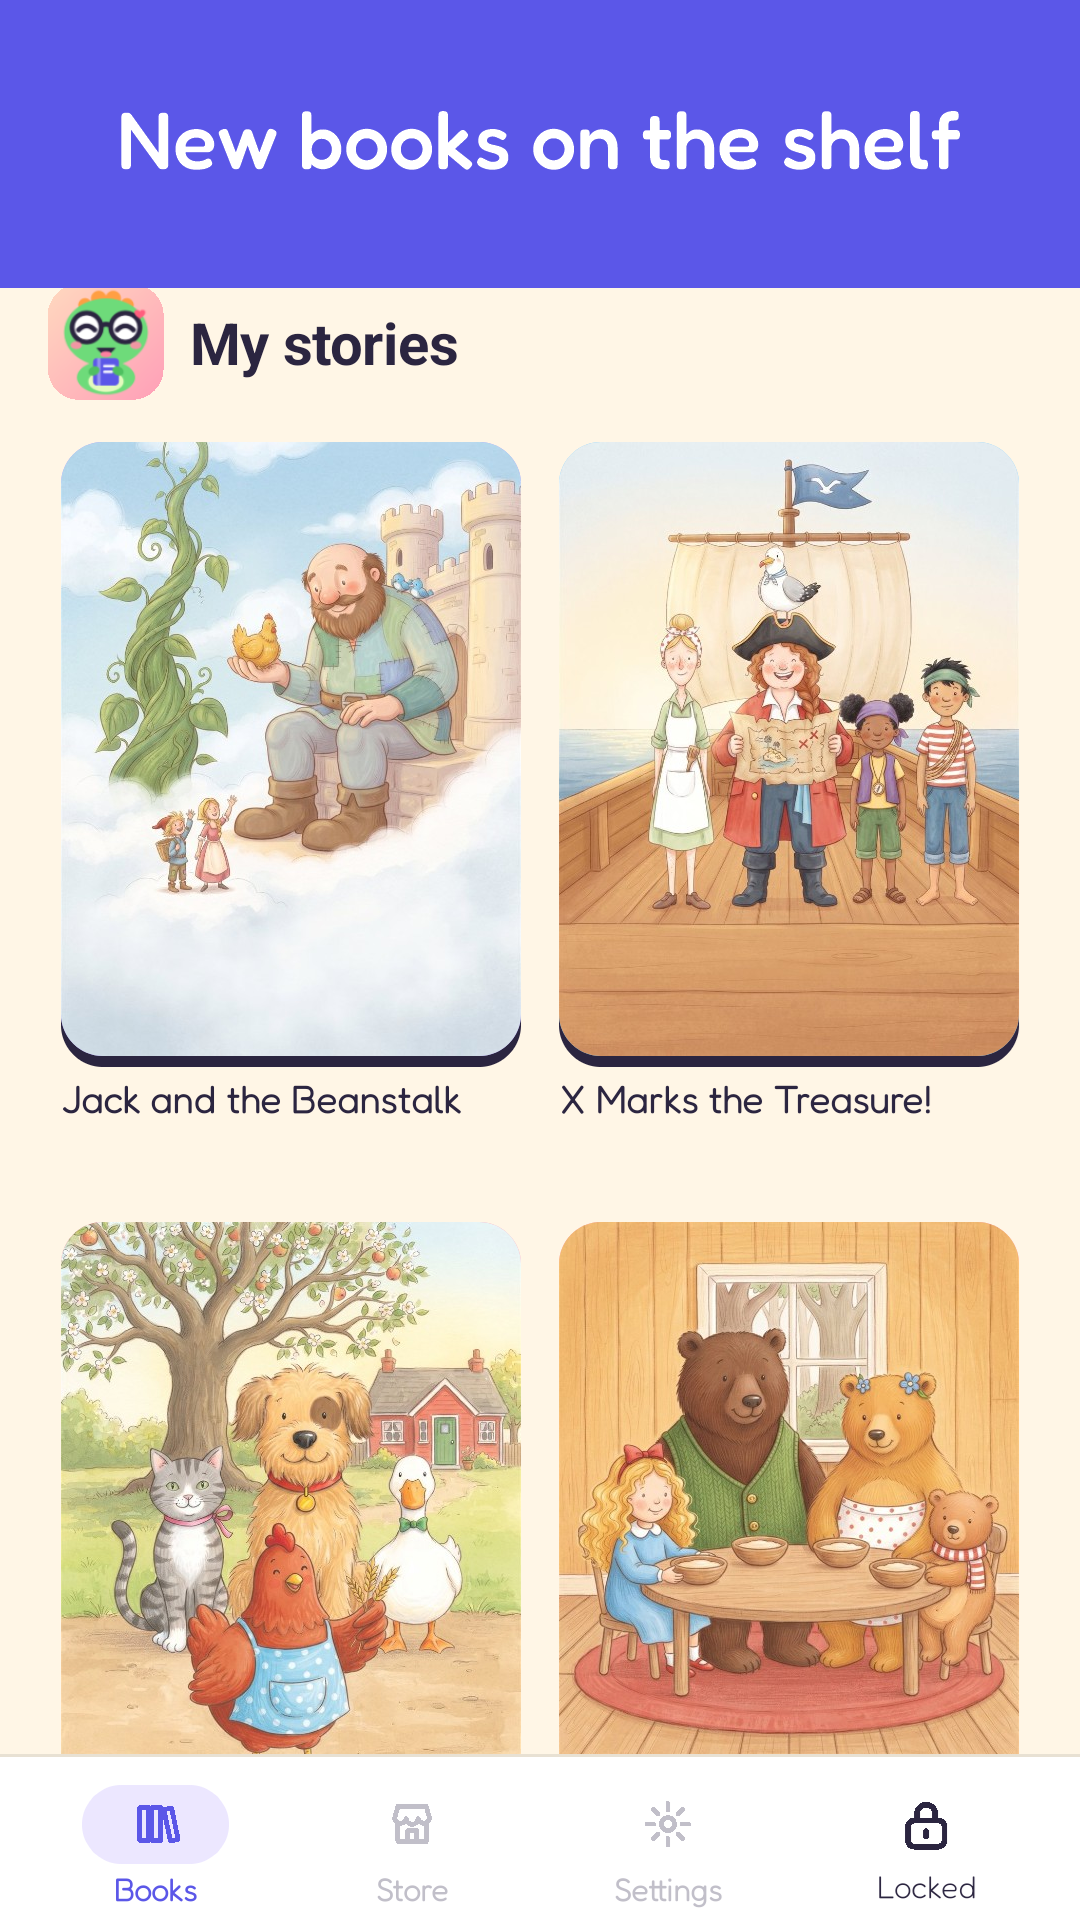 New books on the shelf
My stories
Jack and the Beanstalk
X Marks the Treasure!
Books
Store
Settings
Locked